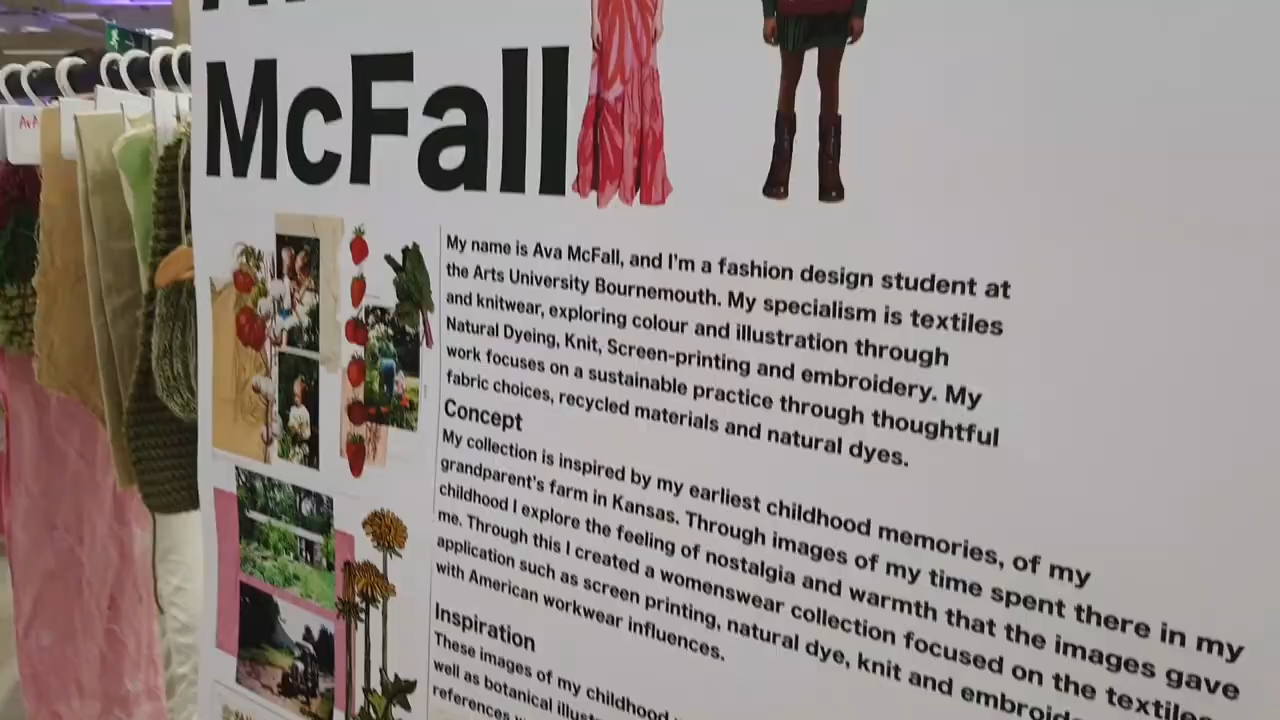 McFall
My name is Ava McFall, and I'm a fashion design student at
the Arts University Bournemouth. My specialism is textiles
and knitwear, exploring colour and illustration through
Natural Dyeing, Knit, Screen-printing and embroidery. My
work focuses on a sustainable practice through thoughtful
fabric choices, recycled materials and natural dyes.
Concept
My collection is inspired by my earliest childhood memories, of my
grandparent's farm in Kansas. Through images of my time spent there in my
childhood I explore the feeling of nostalgia and warmth that the images gave
me. Through this I created a womenswear collection focused on the textiles
application such as screen printing, natural dye, knit and
with American workwear influences.
Inspiration
These images of my childhood
well as botanical
references